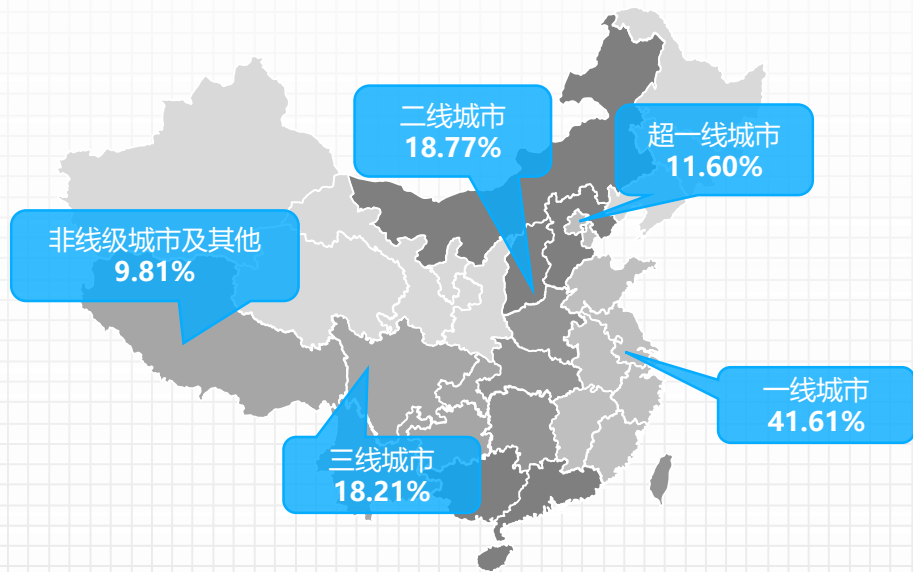 二线城市
18.77%
超一线城市
11.60%
非线级城市及其他
9.81%
一线城市
41.61%
三线城市
18.21%